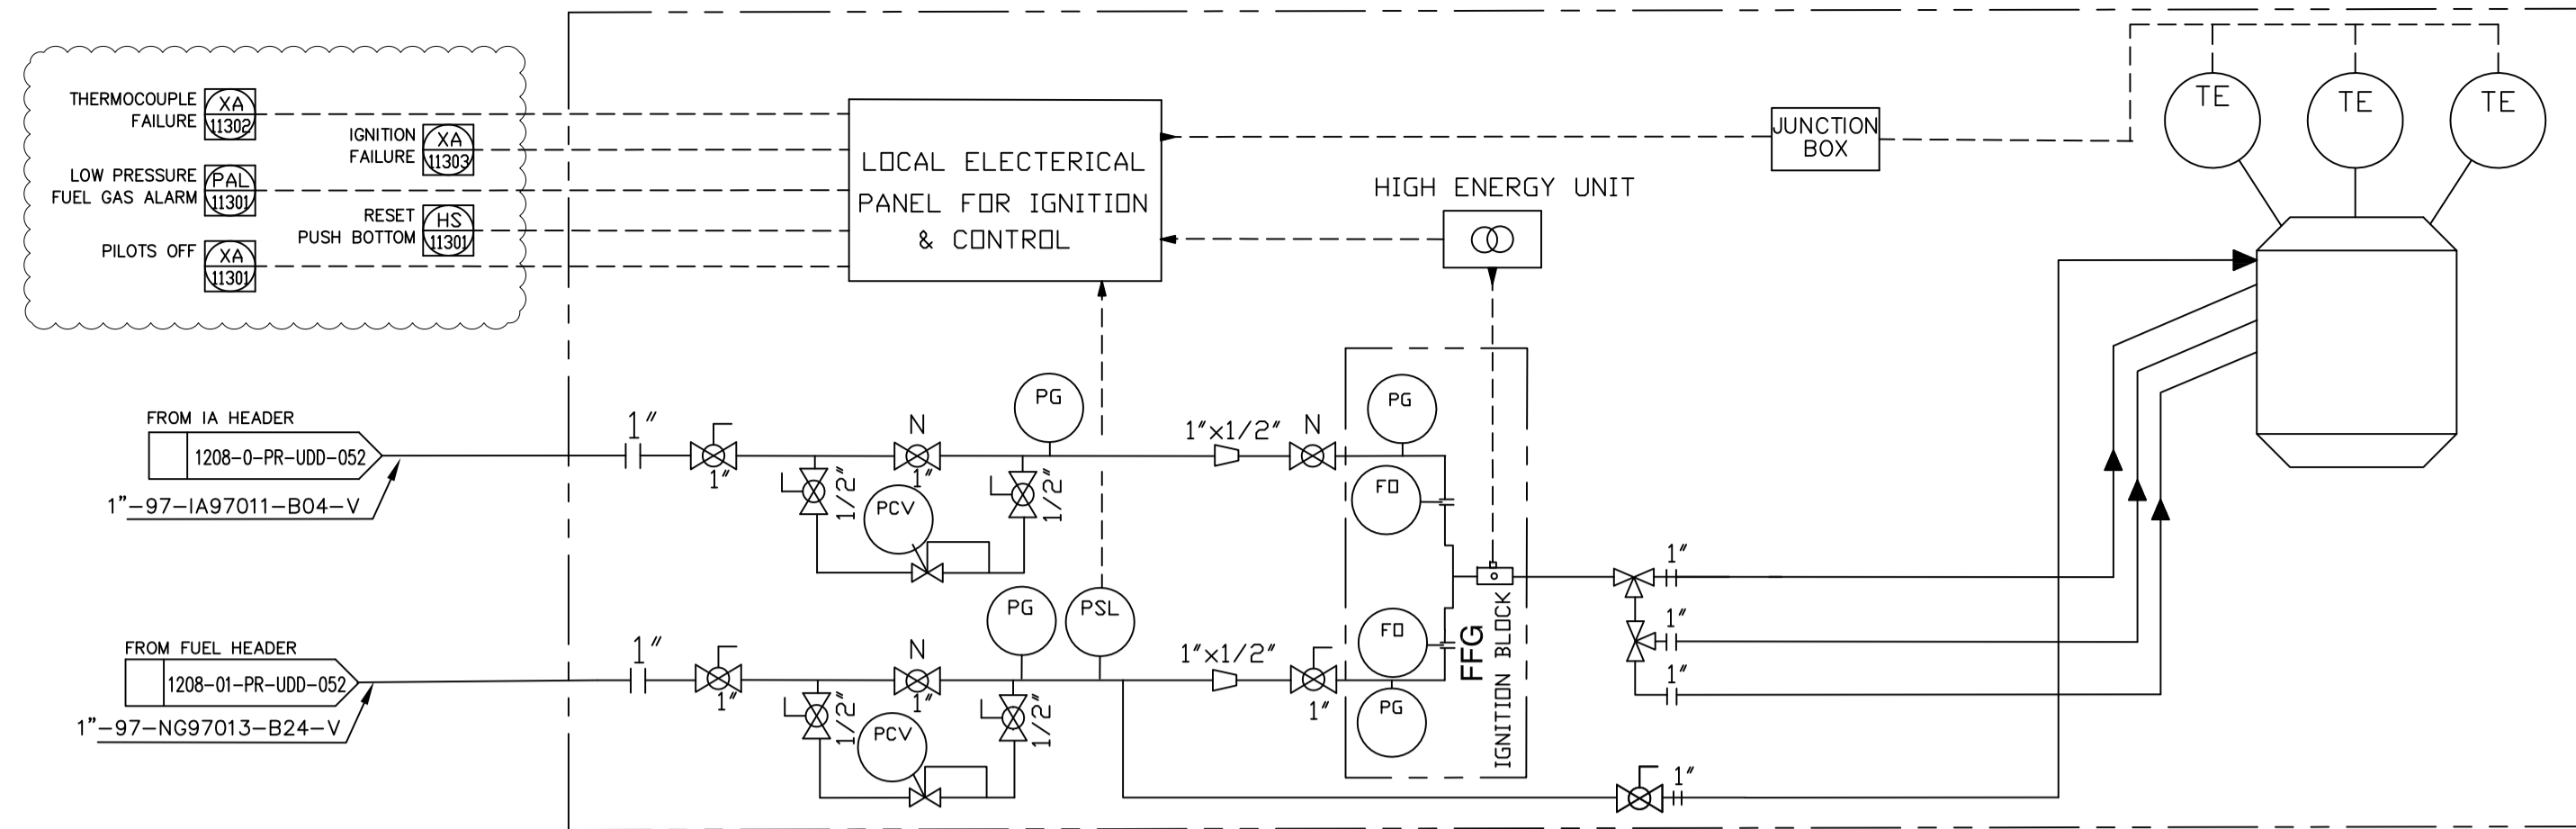 THERMOCOUPLE
FAILURE
XA
11302
IGNITION
FAILURE
XA
11303
LOW PRESSURE
FUEL GAS ALARM
PAL
11301
RESET
PUSH BOTTOM
HS
11301
PILOTS OFF
XA
11301
LOCAL ELECTERICAL
PANEL FOR IGNITION
& CONTROL
HIGH ENERGY UNIT
JUNCTION
BOX
TE
TE
TE
FROM IA HEADER
1208-0-PR-UDD-052
1"-97-IA97011-B04-V
1"
1"
N
1"
1/2"
PCV
1/2"
PG
1"x1/2"
N
PG
FO
FROM FUEL HEADER
1208-01-PR-UDD-052
1"-97-NG97013-B24-V
1"
1"
N
1"
1/2"
PCV
1/2"
PG
PSL
1"x1/2"
1"
FO
PG
FFG
IGNITION BLOCK
1"
1"
1"
1"